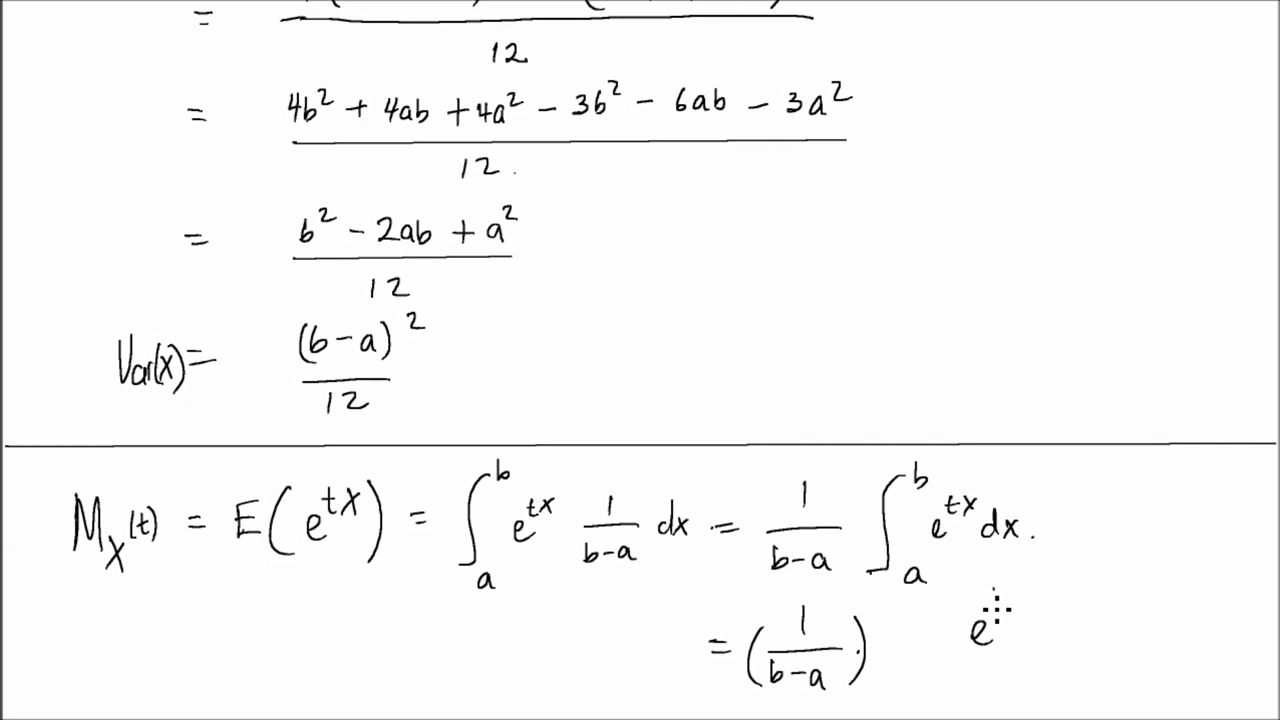 =
12
= 4b² + 4ab + 4a² - 3b² - 6ab - 3a² / 12.
= b² - 2ab + a² / 12
Var(x) = (b-a)² / 12
M_X(t) = E(e^{tX}) = ∫_a^b e^{tx} 1/(b-a) dx = 1/(b-a) ∫_a^b e^{tx} dx.
= (1/(b-a)) e